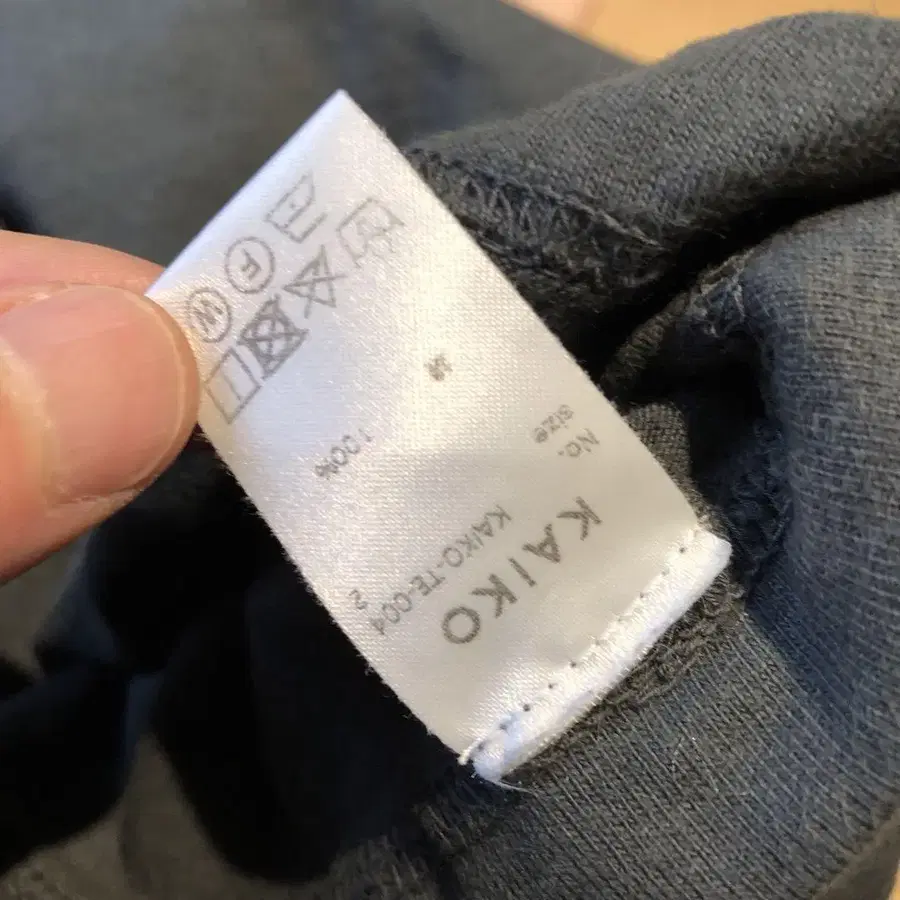 KAIKO
No. KAIKO-TE-004
size 2
綿 100%
W F